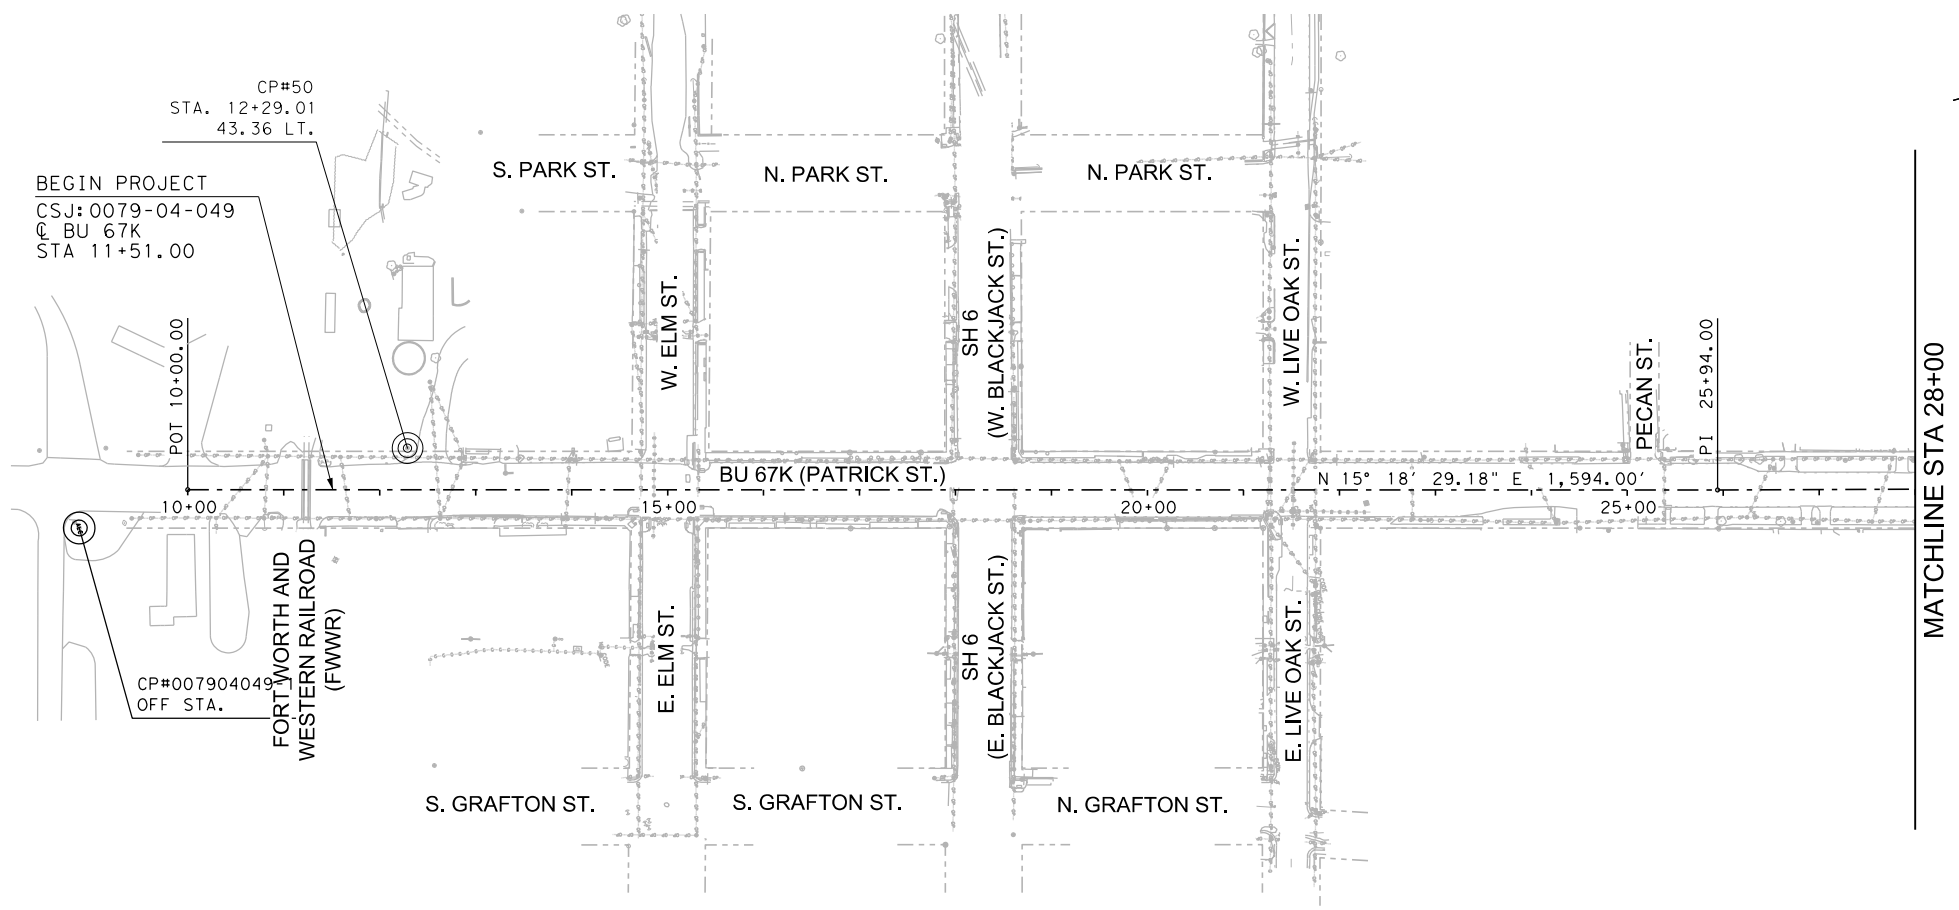 CP#50
STA. 12+29.01
43.36 LT.
BEGIN PROJECT
CSJ: 0079-04-049
℄ BU 67K
STA 11+51.00
S. PARK ST.
N. PARK ST.
N. PARK ST.
POT 10+00.00
W. ELM ST.
SH 6
(W. BLACKJACK ST.)
W. LIVE OAK ST.
PECAN ST.
PI 25+94.00
MATCHLINE STA 28+00
BU 67K (PATRICK ST.)
N 15° 18' 29.18" E 1,594.00'
10+00
15+00
20+00
25+00
FORT WORTH AND
WESTERN RAILROAD
(FWWR)
E. ELM ST.
SH 6
(E. BLACKJACK ST.)
E. LIVE OAK ST.
CP#007904049-1
OFF STA.
S. GRAFTON ST.
S. GRAFTON ST.
N. GRAFTON ST.